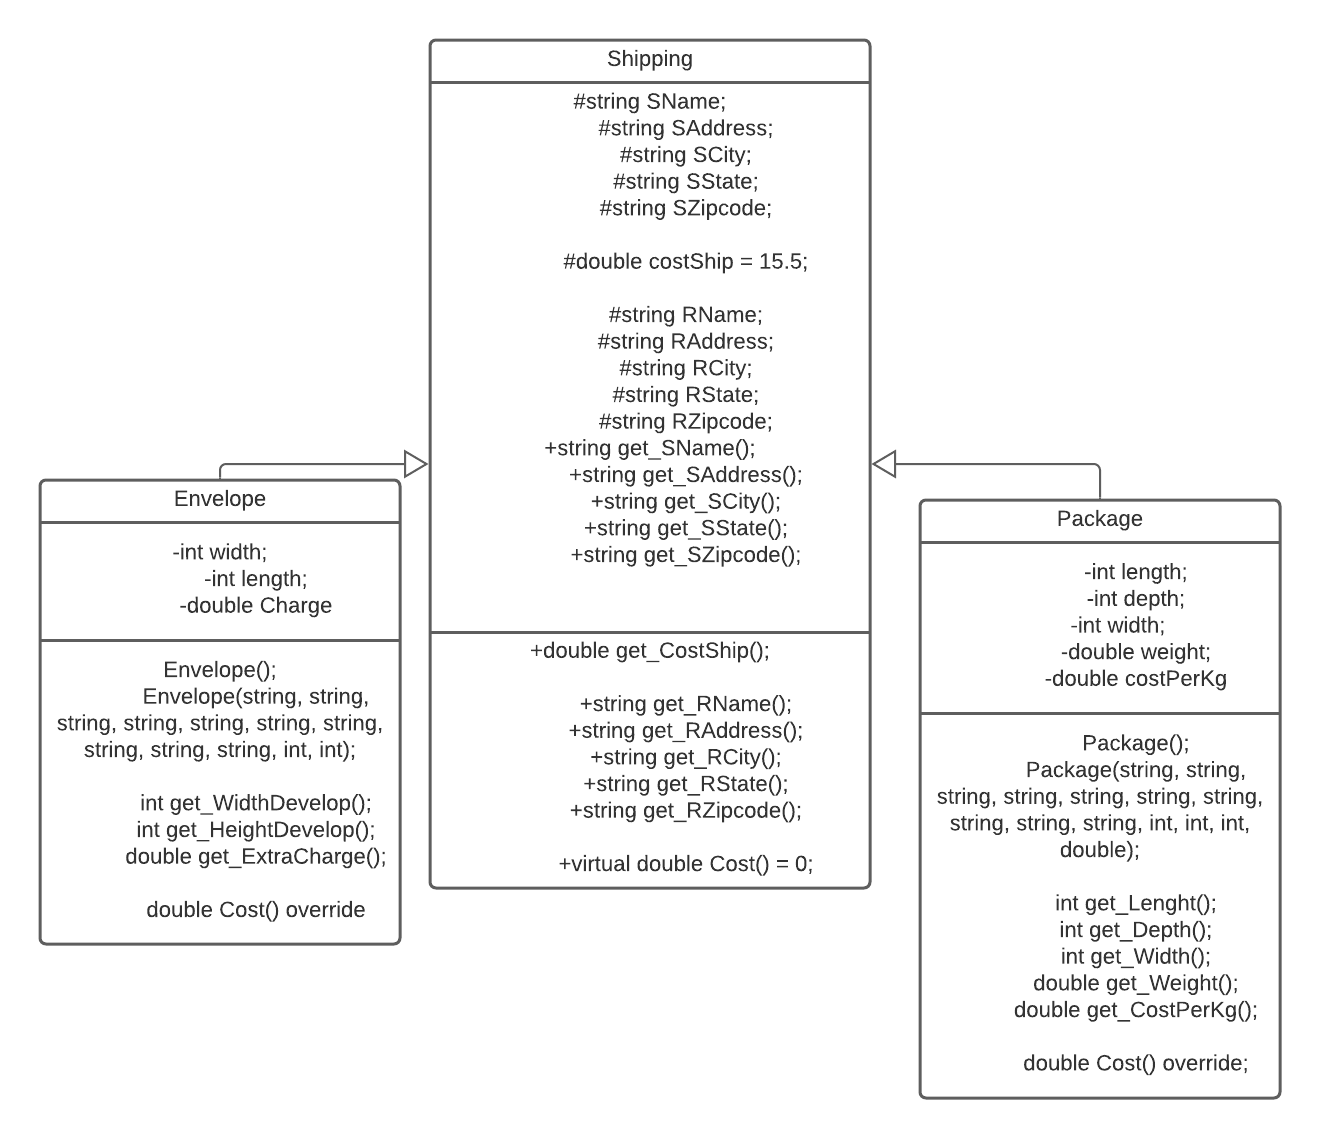 Shipping
#string SName;
#string SAddress;
#string SCity;
#string SState;
#string SZipcode;
#double costShip = 15.5;
#string RName;
#string RAddress;
#string RCity;
#string RState;
#string RZipcode;
+string get_SName();
+string get_SAddress();
+string get_SCity();
+string get_SState();
+string get_SZipcode();
+double get_CostShip();
+string get_RName();
+string get_RAddress();
+string get_RCity();
+string get_RState();
+string get_RZipcode();
+virtual double Cost() = 0;
Envelope
-int width;
-int length;
-double Charge
Envelope();
Envelope(string, string,
string, string, string, string, string,
string, string, string, int, int);
int get_WidthDevelop();
int get_HeightDevelop();
double get_ExtraCharge();
double Cost() override
Package
-int length;
-int depth;
-int width;
-double weight;
-double costPerKg
Package();
Package(string, string,
string, string, string, string, string,
string, string, string, int, int, int,
double);
int get_Lenght();
int get_Depth();
int get_Width();
double get_Weight();
double get_CostPerKg();
double Cost() override;